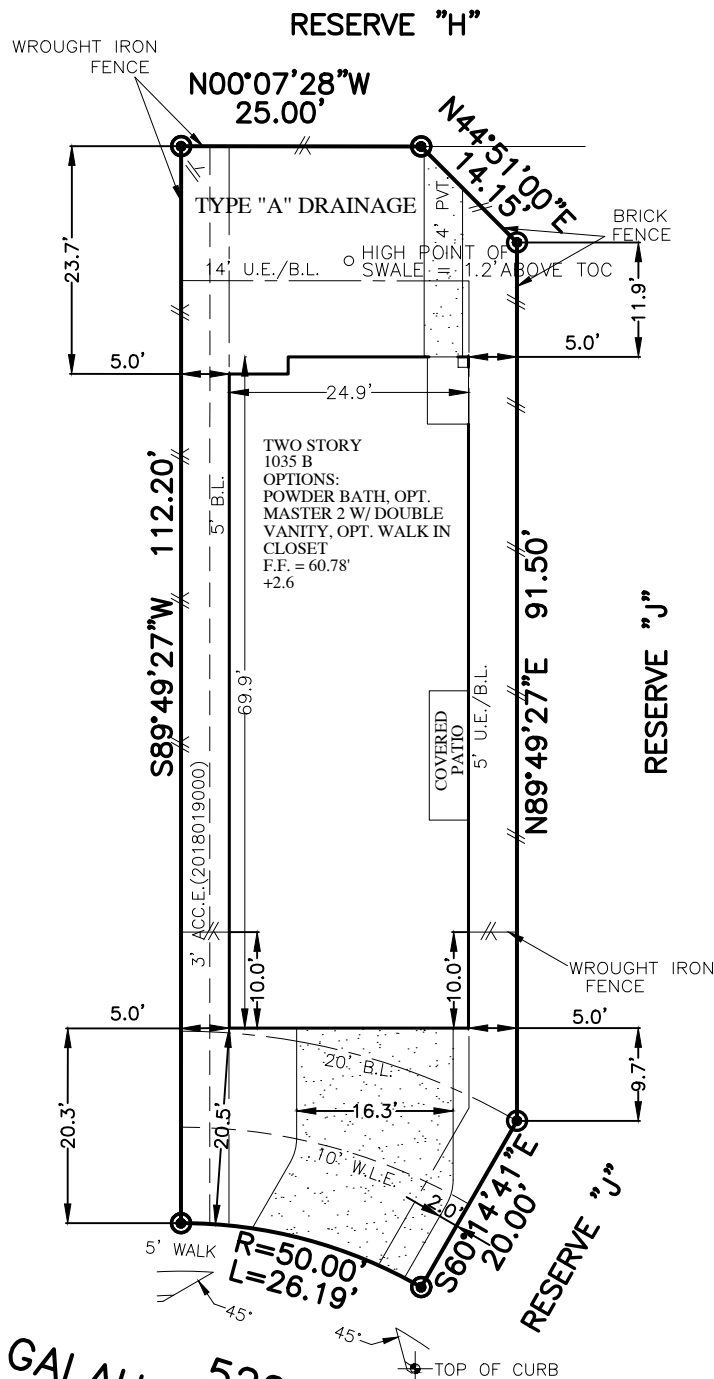 RESERVE "H"
WROUGHT IRON
FENCE
N00°07'28"W
25.00'
N44°51'00"E
14.15'
TYPE "A" DRAINAGE
4' PVT.
BRICK
FENCE
23.7'
14' U.E./B.L.
HIGH POINT OF
SWALE = 1.2' ABOVE TOC
11.9'
5.0'
5.0'
24.9'
TWO STORY
1035 B
OPTIONS:
POWDER BATH, OPT.
MASTER 2 W/ DOUBLE
VANITY, OPT. WALK IN
CLOSET
F.F. = 60.78'
+2.6
5' B.L.
S89°49'27"W 112.20'
N89°49'27"E 91.50'
RESERVE "J"
69.9'
5' U.E./B.L.
COVERED
PATIO
3' ACC.E.(2018019000)
10.0'
10.0'
WROUGHT IRON
FENCE
5.0'
5.0'
20' B.L.
9.7'
20.3'
20.5'
16.3'
10' W.L.E.
2.0'
S60°14'41"E
20.00'
RESERVE "J"
5' WALK
R=50.00'
L=26.19'
45°
45°
TOP OF CURB